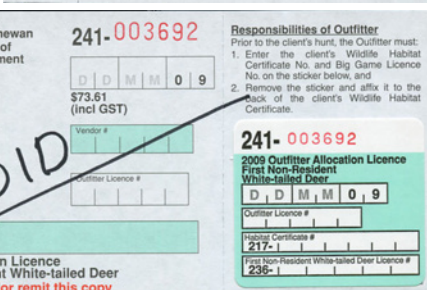 newan
of
ment
241-003692
D D M M 0 9
$73.61
(incl GST)
Vendor #
OID
Outfitter Licence #
n Licence
t White-tailed Deer
or remit this copy
Responsibilities of Outfitter
Prior to the client's hunt, the Outfitter must:
1. Enter the client's Wildlife Habitat
Certificate No. and Big Game Licence
No. on the sticker below, and
2. Remove the sticker and affix it to the
back of the client's Wildlife Habitat
Certificate.
241- 003692
2009 Outfitter Allocation Licence
First Non-Resident
White-tailed Deer
D D M M 0 9
Outfitter Licence #
Habitat Certificate #
217-
First Non-Resident White-tailed Deer Licence #
236-